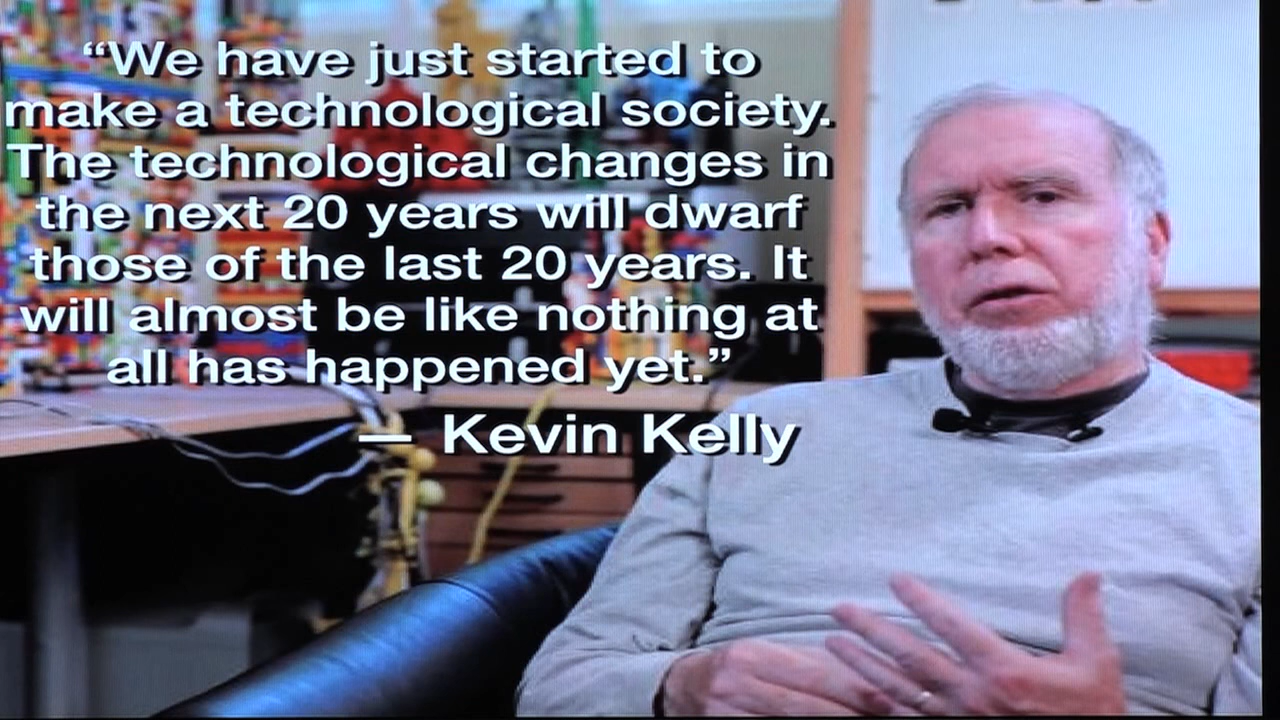 “We have just started to
make a technological society.
The technological changes in
the next 20 years will dwarf
those of the last 20 years. It
will almost be like nothing at
all has happened yet.”
— Kevin Kelly